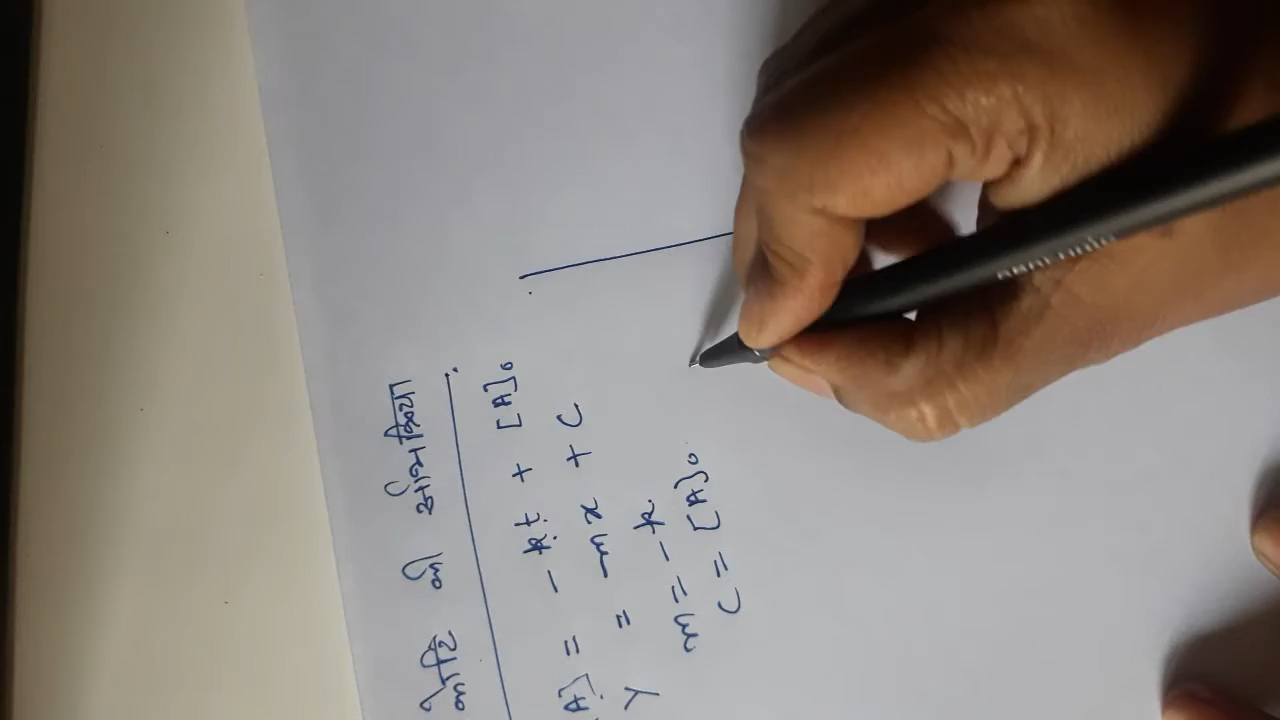 कोटि की अभिक्रिया
A] = - kt + [A]₀
Y = -mx + C
m = -k
C = [A]₀